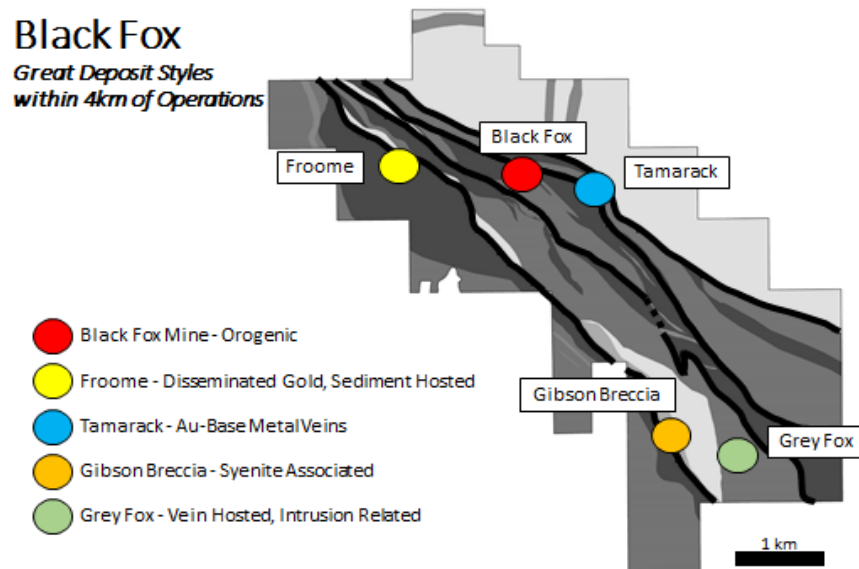 Black Fox
Great Deposit Styles
within 4km of Operations
Black Fox
Froome
Tamarack
Black Fox Mine - Orogenic
Froome - Disseminated Gold, Sediment Hosted
Tamarack - Au-Base Metal Veins
Gibson Breccia - Syenite Associated
Grey Fox - Vein Hosted, Intrusion Related
Gibson Breccia
Grey Fox
1 km